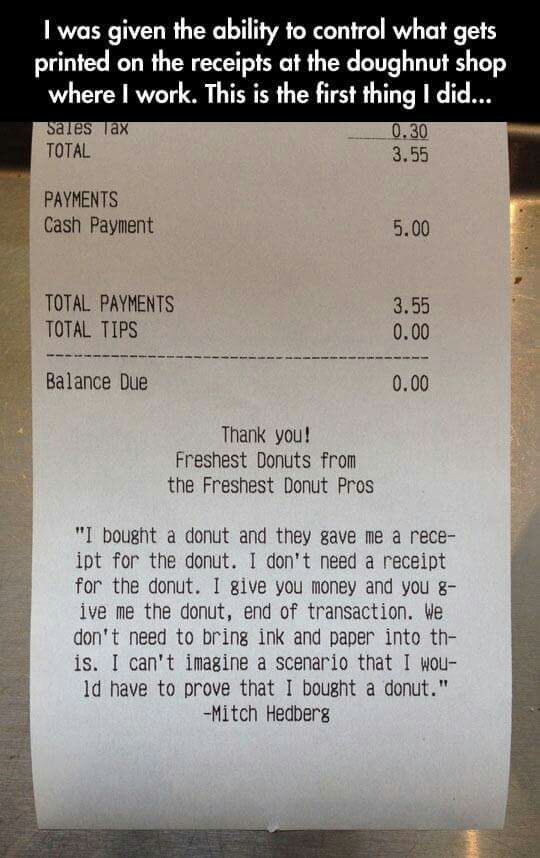 I was given the ability to control what gets
printed on the receipts at the doughnut shop
where I work. This is the first thing I did...
Sales Tax 0.30
TOTAL 3.55
PAYMENTS
Cash Payment 5.00
TOTAL PAYMENTS 3.55
TOTAL TIPS 0.00
--------------------------------
Balance Due 0.00
Thank you!
Freshest Donuts from
the Freshest Donut Pros
"I bought a donut and they gave me a rece-
ipt for the donut. I don't need a receipt
for the donut. I give you money and you g-
ive me the donut, end of transaction. We
don't need to bring ink and paper into th-
is. I can't imagine a scenario that I wou-
ld have to prove that I bought a donut."
-Mitch Hedberg